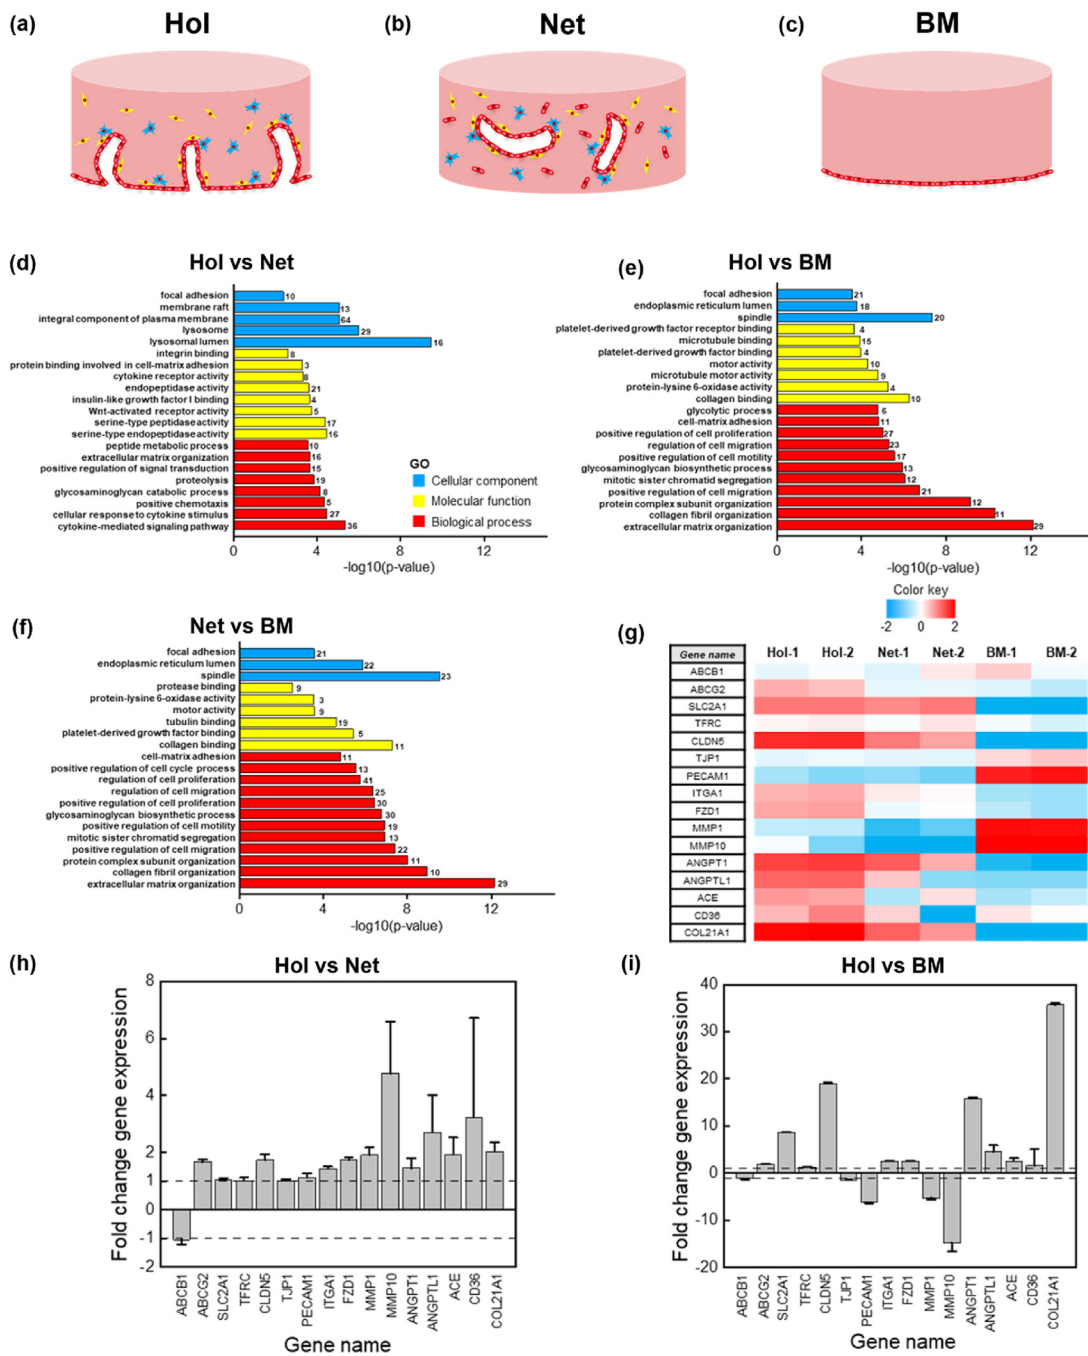 (a) Hol
(b) Net
(c) BM
(d) Hol vs Net
focal adhesion 10
membrane raft 13
integral component of plasma membrane 64
lysosome 29
lysosomal lumen 16
integrin binding 8
protein binding involved in cell-matrix adhesion 3
cytokine receptor activity 8
endopeptidase activity 21
insulin-like growth factor I binding 4
Wnt-activated receptor activity 5
serine-type peptidase activity 17
serine-type endopeptidase activity 16
peptide metabolic process 10
extracellular matrix organization 16
positive regulation of signal transduction 15
proteolysis 19
glycosaminoglycan catabolic process 8
positive chemotaxis 5
cellular response to cytokine stimulus 27
cytokine-mediated signaling pathway 36
0 4 8 12
-log10(p-value)
GO
Cellular component
Molecular function
Biological process
(e) Hol vs BM
focal adhesion 21
endoplasmic reticulum lumen 18
spindle 20
platelet-derived growth factor receptor binding 4
microtubule binding 15
platelet-derived growth factor binding 4
motor activity 10
microtubule motor activity 9
protein-lysine 6-oxidase activity 4
collagen binding 10
glycolytic process 6
cell-matrix adhesion 11
positive regulation of cell proliferation 27
regulation of cell migration 23
positive regulation of cell motility 17
glycosaminoglycan biosynthetic process 13
mitotic sister chromatid segregation 12
positive regulation of cell migration 21
protein complex subunit organization 12
collagen fibril organization 11
extracellular matrix organization 29
0 4 8 12
-log10(p-value)
(f) Net vs BM
focal adhesion 21
endoplasmic reticulum lumen 22
spindle 23
protease binding 9
protein-lysine 6-oxidase activity 3
motor activity 9
tubulin binding 19
platelet-derived growth factor binding 5
collagen binding 11
cell-matrix adhesion 11
positive regulation of cell cycle process 13
regulation of cell proliferation 41
regulation of cell migration 25
positive regulation of cell proliferation 30
glycosaminoglycan biosynthetic process 30
positive regulation of cell motility 19
mitotic sister chromatid segregation 13
positive regulation of cell migration 22
protein complex subunit organization 11
collagen fibril organization 10
extracellular matrix organization 29
0 4 8 12
-log10(p-value)
Color key
-2 0 2
(g)
Gene name Hol-1 Hol-2 Net-1 Net-2 BM-1 BM-2
ABCB1
ABCG2
SLC2A1
TFRC
CLDN5
TJP1
PECAM1
ITGA1
FZD1
MMP1
MMP10
ANGPT1
ANGPTL1
ACE
CD36
COL21A1
(h) Hol vs Net
Fold change gene expression
8
6
4
2
1
0
-1
-2
ABCB1 ABCG2 SLC2A1 TFRC CLDN5 TJP1 PECAM1 ITGA1 FZD1 MMP1 MMP10 ANGPT1 ANGPTL1 ACE CD36 COL21A1
Gene name
(i) Hol vs BM
Fold change gene expression
40
30
20
10
0
-10
-20
ABCB1 ABCG2 SLC2A1 TFRC CLDN5 TJP1 PECAM1 ITGA1 FZD1 MMP1 MMP10 ANGPT1 ANGPTL1 ACE CD36 COL21A1
Gene name